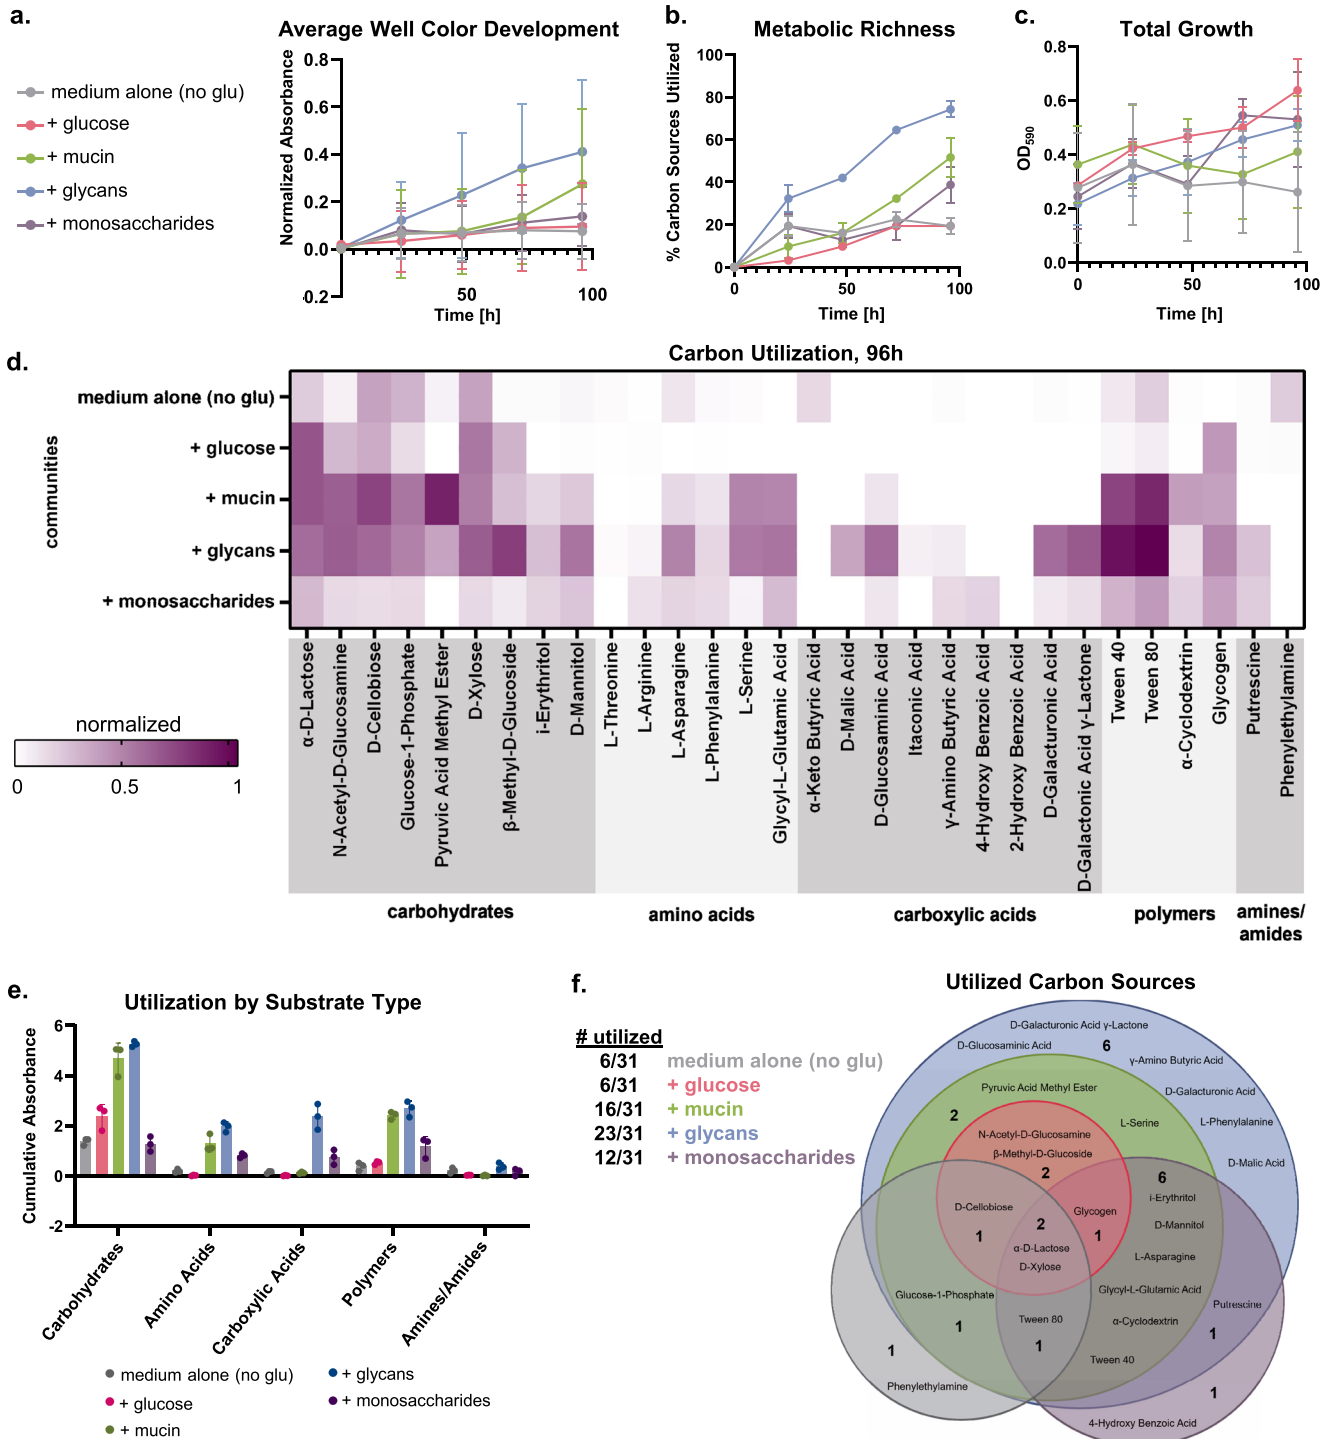 a.
Average Well Color Development
medium alone (no glu)
+ glucose
+ mucin
+ glycans
+ monosaccharides
Normalized Absorbance
0.8
0.6
0.4
0.2
0.0
0.2
50
100
Time [h]
b.
Metabolic Richness
% Carbon Sources Utilized
100
80
60
40
20
0
0
50
100
Time [h]
c.
Total Growth
OD590
0.8
0.6
0.4
0.2
0.0
0
50
100
Time [h]
d.
Carbon Utilization, 96h
communities
medium alone (no glu)
+ glucose
+ mucin
+ glycans
+ monosaccharides
normalized
0
0.5
1
α-D-Lactose
N-Acetyl-D-Glucosamine
D-Cellobiose
Glucose-1-Phosphate
Pyruvic Acid Methyl Ester
D-Xylose
β-Methyl-D-Glucoside
i-Erythritol
D-Mannitol
L-Threonine
L-Arginine
L-Asparagine
L-Phenylalanine
L-Serine
Glycyl-L-Glutamic Acid
α-Keto Butyric Acid
D-Malic Acid
D-Glucosaminic Acid
Itaconic Acid
γ-Amino Butyric Acid
4-Hydroxy Benzoic Acid
2-Hydroxy Benzoic Acid
D-Galacturonic Acid
D-Galactonic Acid γ-Lactone
Tween 40
Tween 80
α-Cyclodextrin
Glycogen
Putrescine
Phenylethylamine
carbohydrates
amino acids
carboxylic acids
polymers
amines/
amides
e.
Utilization by Substrate Type
Cumulative Absorbance
6
4
2
0
-2
Carbohydrates
Amino Acids
Carboxylic Acids
Polymers
Amines/Amides
medium alone (no glu)
+ glucose
+ mucin
+ glycans
+ monosaccharides
f.
Utilized Carbon Sources
# utilized
6/31 medium alone (no glu)
6/31 + glucose
16/31 + mucin
23/31 + glycans
12/31 + monosaccharides
D-Galacturonic Acid γ-Lactone
D-Glucosaminic Acid
6
γ-Amino Butyric Acid
Pyruvic Acid Methyl Ester
D-Galacturonic Acid
2
L-Serine
L-Phenylalanine
N-Acetyl-D-Glucosamine
β-Methyl-D-Glucoside
2
D-Malic Acid
6
i-Erythritol
D-Cellobiose
Glycogen
1
2
1
D-Mannitol
α-D-Lactose
D-Xylose
L-Asparagine
Glucose-1-Phosphate
Glycyl-L-Glutamic Acid
Putrescine
1
Tween 80
α-Cyclodextrin
1
1
1
Tween 40
Phenylethylamine
1
4-Hydroxy Benzoic Acid